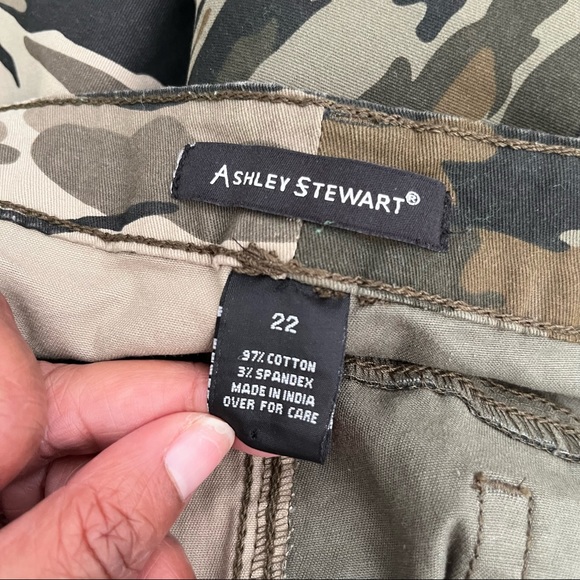 ASHLEY STEWART®
22
97% COTTON
3% SPANDEX
MADE IN INDIA
OVER FOR CARE